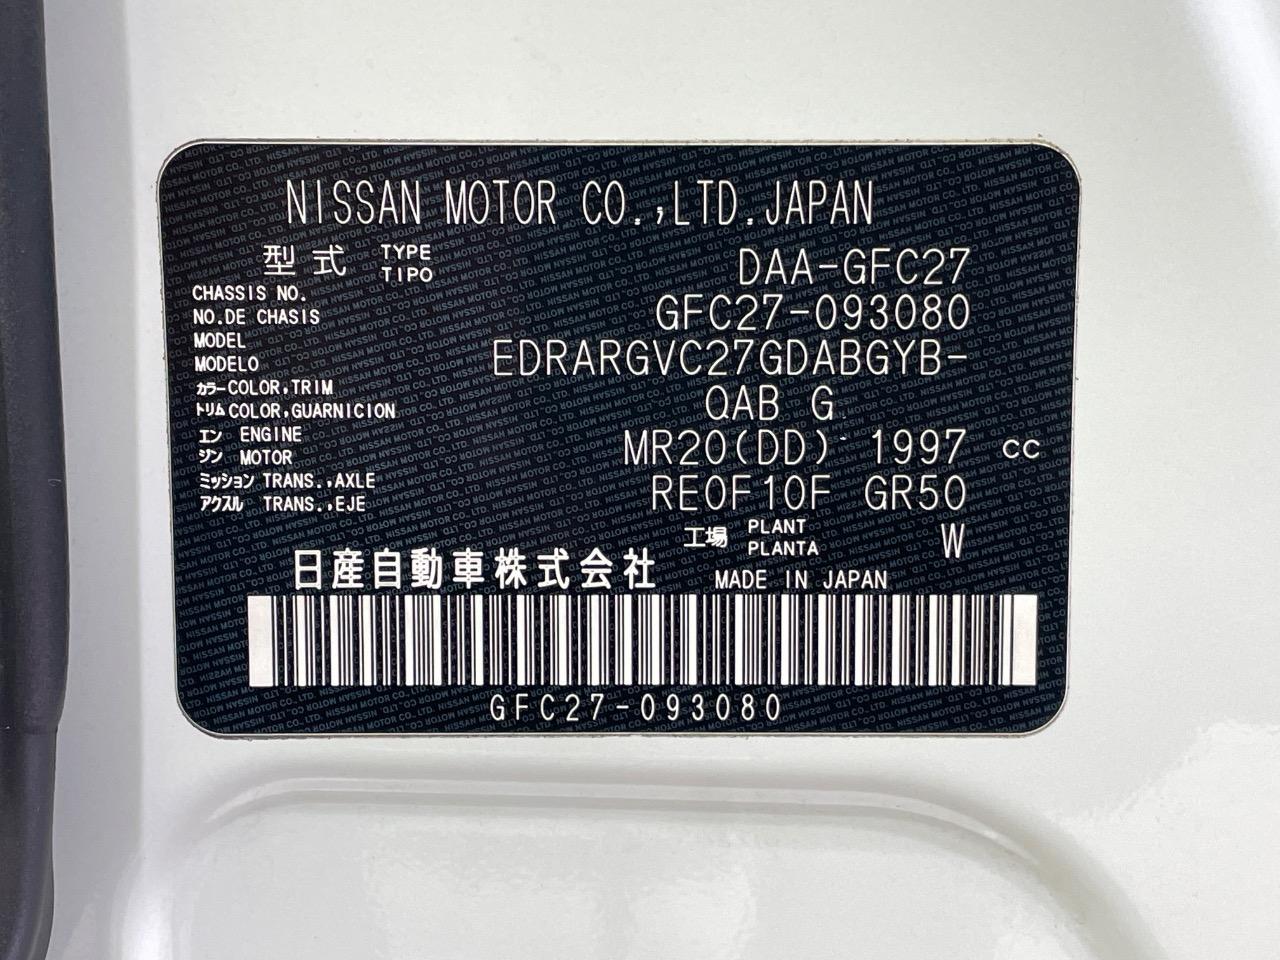 NISSAN MOTOR CO.,LTD.JAPAN
型式 TYPE TIPO DAA-GFC27
CHASSIS NO.
NO.DE CHASIS GFC27-093080
MODEL
MODELO EDRARGVC27GDABGYB-
カラー COLOR,TRIM
トリム COLOR,GUARNICION QAB G
エン ENGINE
ジン MOTOR MR20(DD) 1997 cc
ミッション TRANS.,AXLE
アクスル TRANS.,EJE RE0F10F GR50
工場 PLANT PLANTA W
日産自動車株式会社 MADE IN JAPAN
GFC27-093080